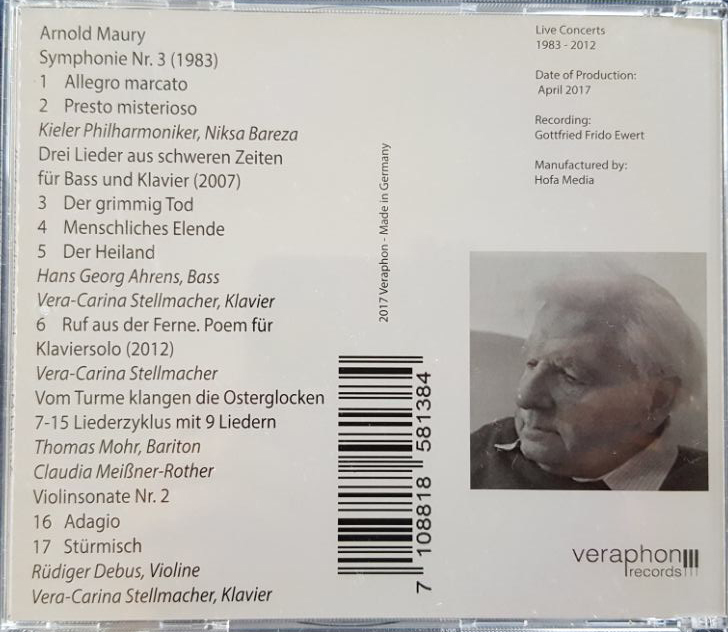 Arnold Maury
Symphonie Nr. 3 (1983)
1 Allegro marcato
2 Presto misterioso
Kieler Philharmoniker, Niksa Bareza
Drei Lieder aus schweren Zeiten
für Bass und Klavier (2007)
3 Der grimmig Tod
4 Menschliches Elende
5 Der Heiland
Hans Georg Ahrens, Bass
Vera-Carina Stellmacher, Klavier
6 Ruf aus der Ferne. Poem für
Klaviersolo (2012)
Vera-Carina Stellmacher
Vom Turme klangen die Osterglocken
7-15 Liederzyklus mit 9 Liedern
Thomas Mohr, Bariton
Claudia Meißner-Rother
Violinsonate Nr. 2
16 Adagio
17 Stürmisch
Rüdiger Debus, Violine
Vera-Carina Stellmacher, Klavier
2017 Veraphon - Made in Germany
7 108818 581384
Live Concerts
1983 - 2012
Date of Production:
April 2017
Recording:
Gottfried Frido Ewert
Manufactured by:
Hofa Media
veraphon
records